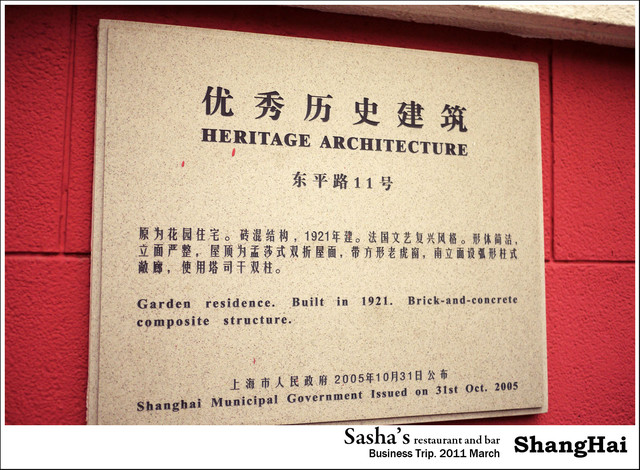 优秀历史建筑
HERITAGE ARCHITECTURE
东平路11号
原为花园住宅。砖混结构，1921年建。法国文艺复兴风格。形体简洁，
立面严整，屋顶为孟莎式双折屋面，带方形老虎窗，南立面设弧形柱式
敞廊，使用塔司干双柱。
Garden residence. Built in 1921. Brick-and-concrete
composite structure.
上海市人民政府 2005年10月31日公布
Shanghai Municipal Government Issued on 31st Oct. 2005
Sasha's restaurant and bar
Business Trip. 2011 March
ShangHai